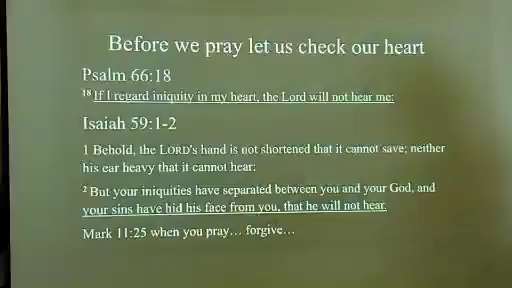 Before we pray let us check our heart
Psalm 66:18
18 If I regard iniquity in my heart, the Lord will not hear me:
Isaiah 59:1-2
1 Behold, the LORD's hand is not shortened that it cannot save; neither
his ear heavy that it cannot hear:
2 But your iniquities have separated between you and your God, and
your sins have hid his face from you, that he will not hear.
Mark 11:25 when you pray… forgive…